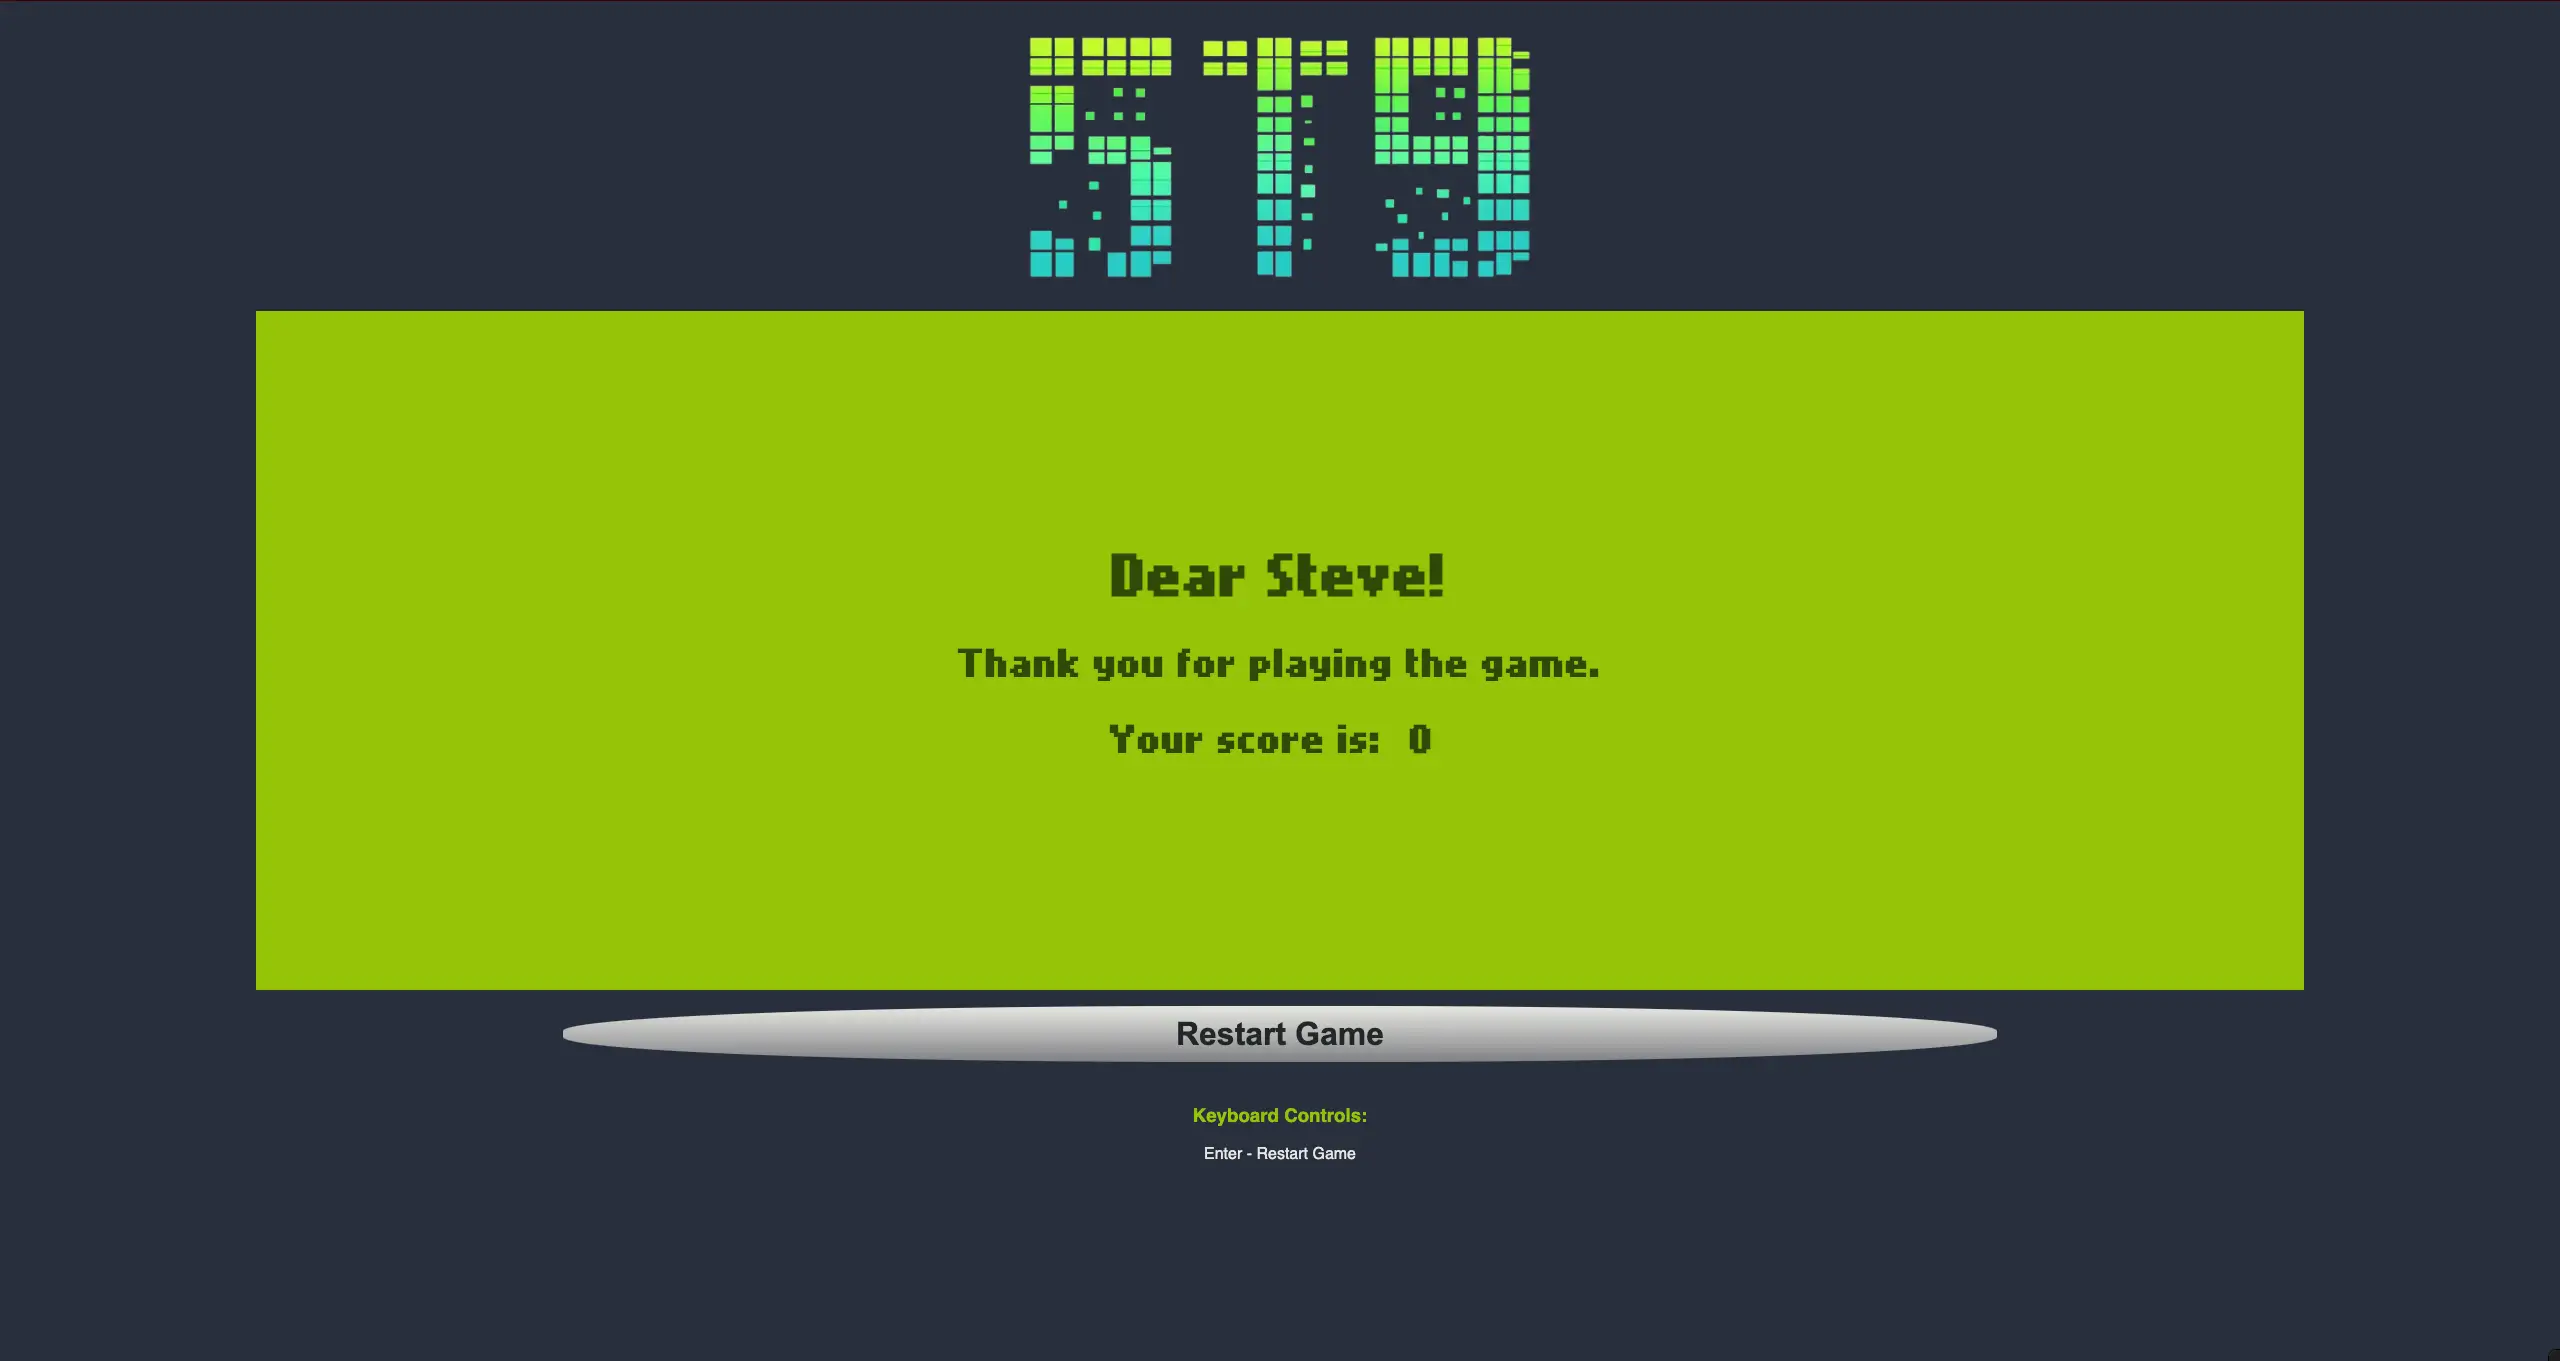 Dear Steve!
Thank you for playing the game.
Your score is: 0
Restart Game
Keyboard Controls:
Enter - Restart Game